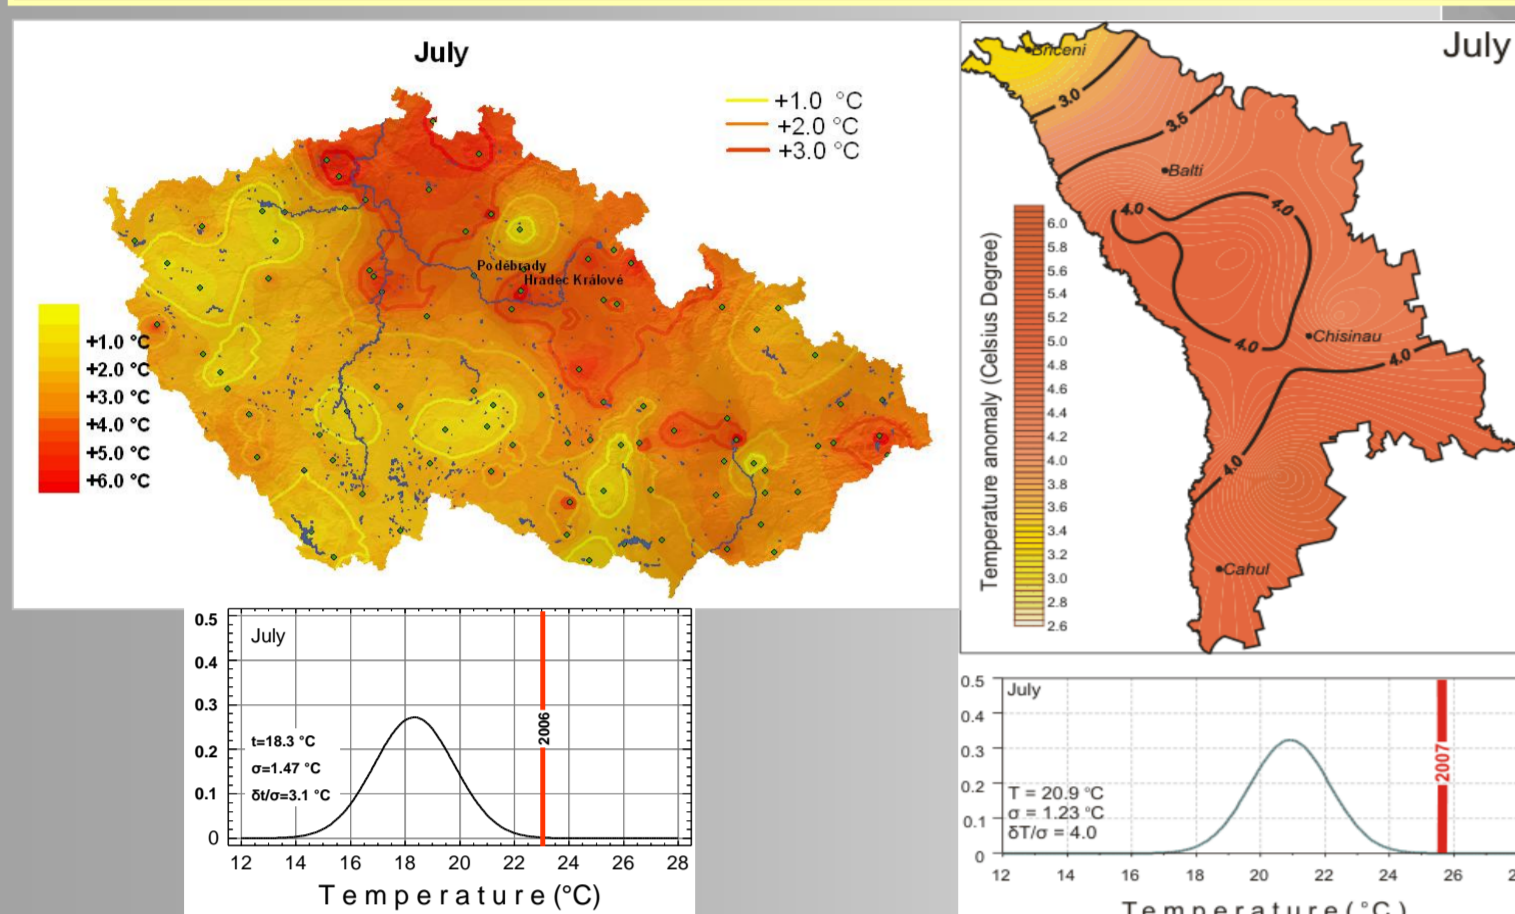 July
+1.0 °C
+2.0 °C
+3.0 °C
Poděbrady
Hradec Králové
+1.0 °C
+2.0 °C
+3.0 °C
+4.0 °C
+5.0 °C
+6.0 °C
July
Briceni
3.0
3.5
Balti
4.0
4.0
Chisinau
4.0
4.0
4.0
Cahul
Temperature anomaly (Celsius Degree)
6.0
5.8
5.6
5.4
5.2
5.0
4.8
4.6
4.4
4.2
4.0
3.8
3.6
3.4
3.2
3.0
2.8
2.6
0.5
0.4
0.3
0.2
0.1
0
July
t=18.3 °C
σ=1.47 °C
δt/σ=3.1 °C
2006
12 14 16 18 20 22 24 26 28
Temperature (°C)
0.5
0.4
0.3
0.2
0.1
0
July
T = 20.9 °C
σ = 1.23 °C
δT/σ = 4.0
2007
12 14 16 18 20 22 24 26
Temperature (°C)